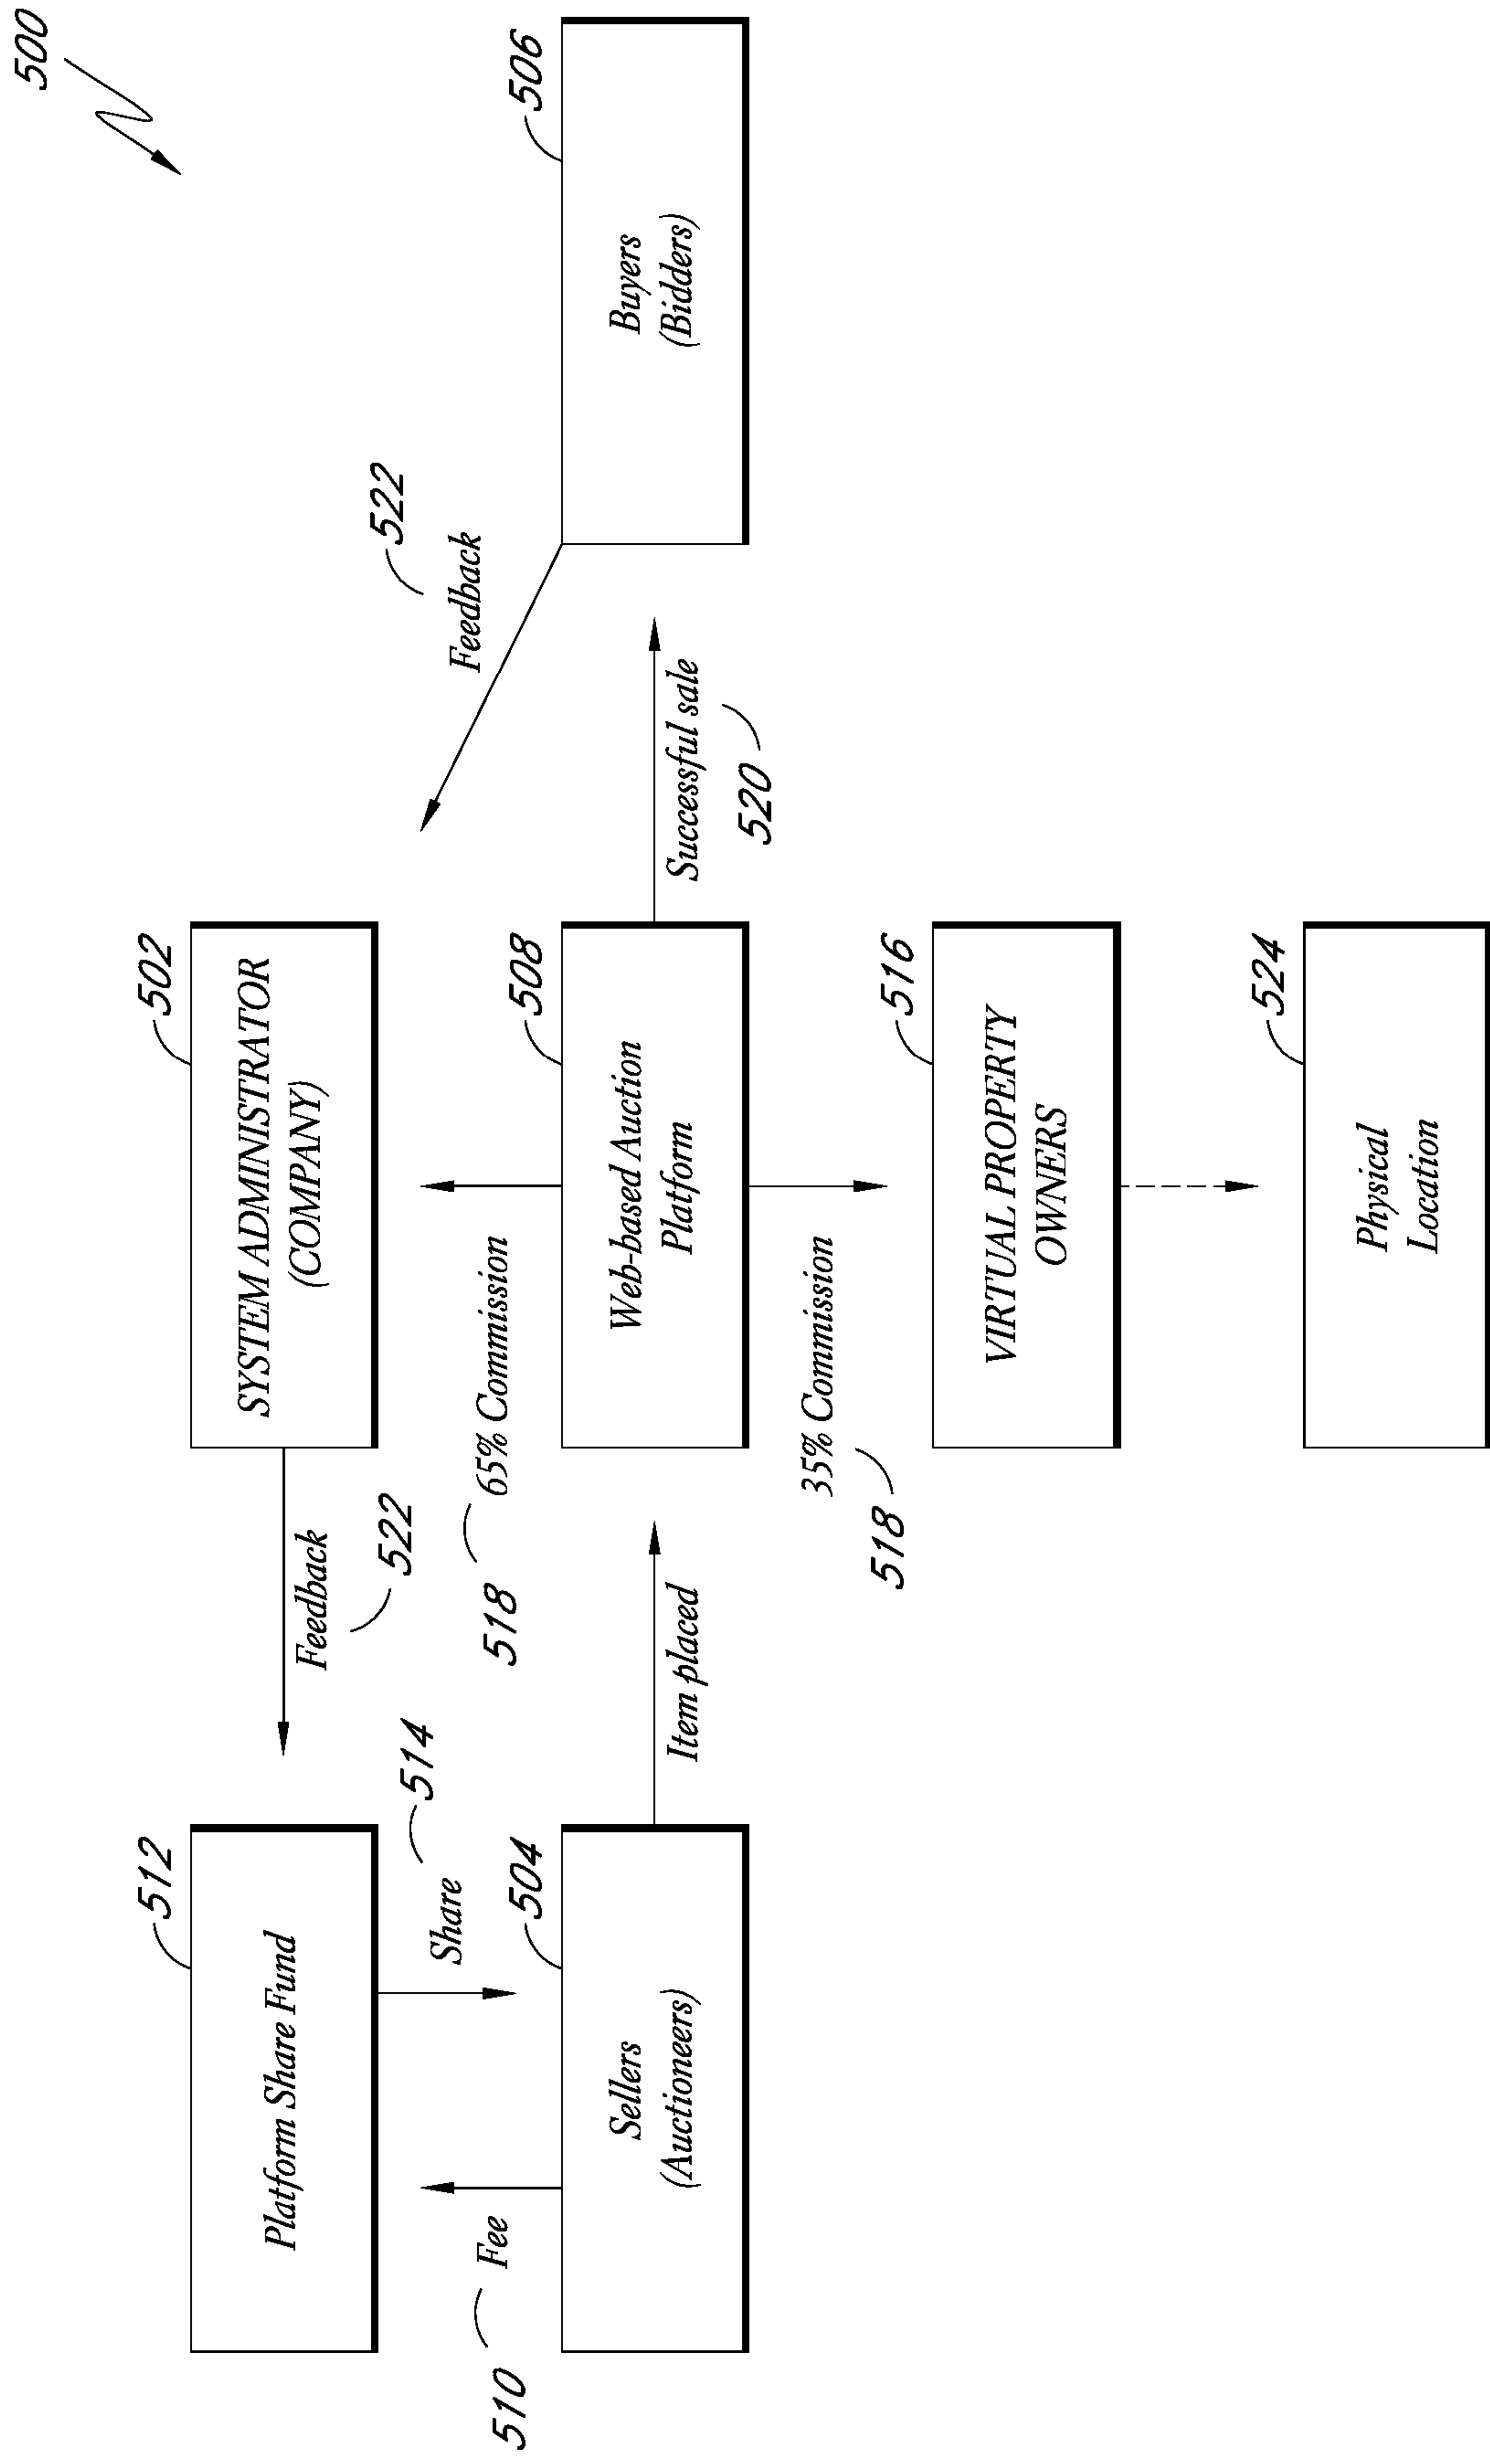 500
512
Platform Share Fund
Feedback
522
502
SYSTEM ADMINISTRATOR
(COMPANY)
522
Feedback
510
Fee
Share
514
518
65% Commission
504
Sellers
(Auctioneers)
Item placed
508
Web-based Auction
Platform
Successful sale
520
506
Buyers
(Bidders)
35% Commission
518
516
VIRTUAL PROPERTY
OWNERS
524
Physical
Location